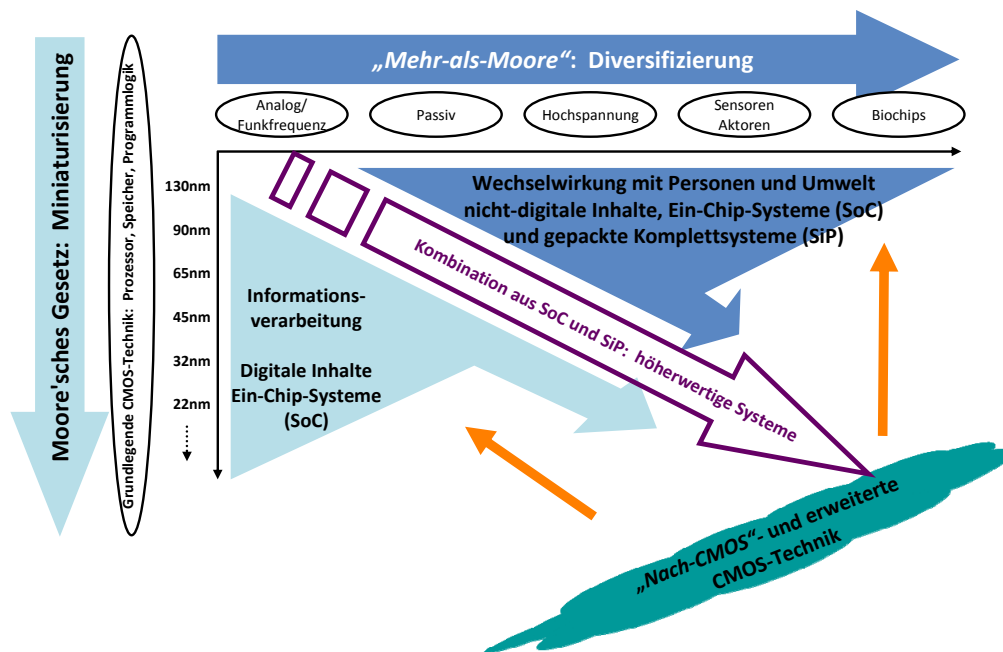 „Mehr-als-Moore“: Diversifizierung
Analog/
Funkfrequenz
Passiv
Hochspannung
Sensoren
Aktoren
Biochips
Moore'sches Gesetz: Miniaturisierung
Grundlegende CMOS-Technik: Prozessor, Speicher, Programmlogik
130nm
90nm
65nm
45nm
32nm
22nm
Wechselwirkung mit Personen und Umwelt
nicht-digitale Inhalte, Ein-Chip-Systeme (SoC)
und gepackte Komplettsysteme (SiP)
Kombination aus SoC und SiP: höherwertige Systeme
Informations-
verarbeitung
Digitale Inhalte
Ein-Chip-Systeme
(SoC)
„Nach-CMOS“- und erweiterte
CMOS-Technik